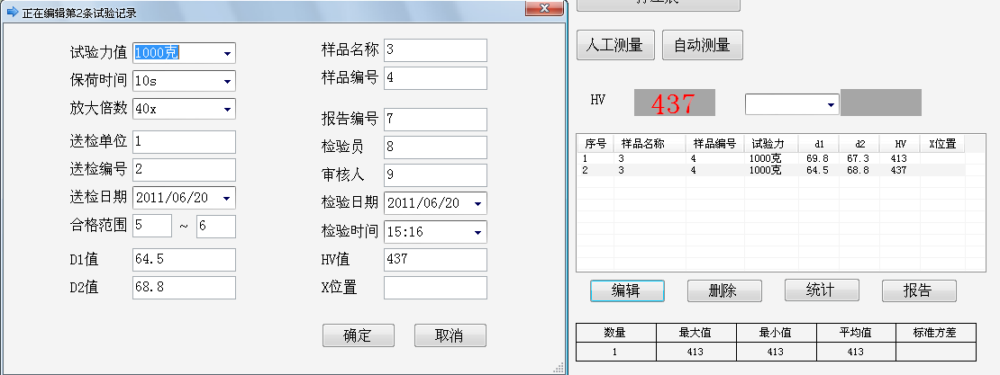 正在编辑第2条试验记录
试验力值 1000克
保荷时间 10s
放大倍数 40x
送检单位 1
送检编号 2
送检日期 2011/06/20
合格范围 5 ~ 6
D1值 64.5
D2值 68.8
样品名称 3
样品编号 4
报告编号 7
检验员 8
审核人 9
检验日期 2011/06/20
检验时间 15:16
HV值 437
X位置
确定 取消
人工测量 自动测量
HV 437
序号 样品名称 样品编号 试验力 d1 d2 HV X位置
1 3 4 1000克 69.8 67.3 413
2 3 4 1000克 64.5 68.8 437
编辑 删除 统计 报告
数量 最大值 最小值 平均值 标准方差
1 413 413 413